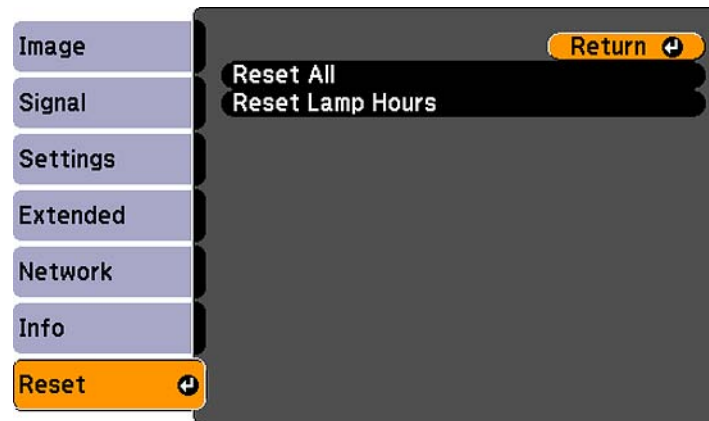 Image
Signal
Settings
Extended
Network
Info
Reset
Return
Reset All
Reset Lamp Hours